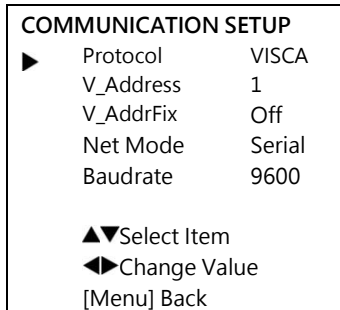 COMMUNICATION SETUP
▶ Protocol VISCA
V_Address 1
V_AddrFix Off
Net Mode Serial
Baudrate 9600
▲▼Select Item
◀▶Change Value
[Menu] Back